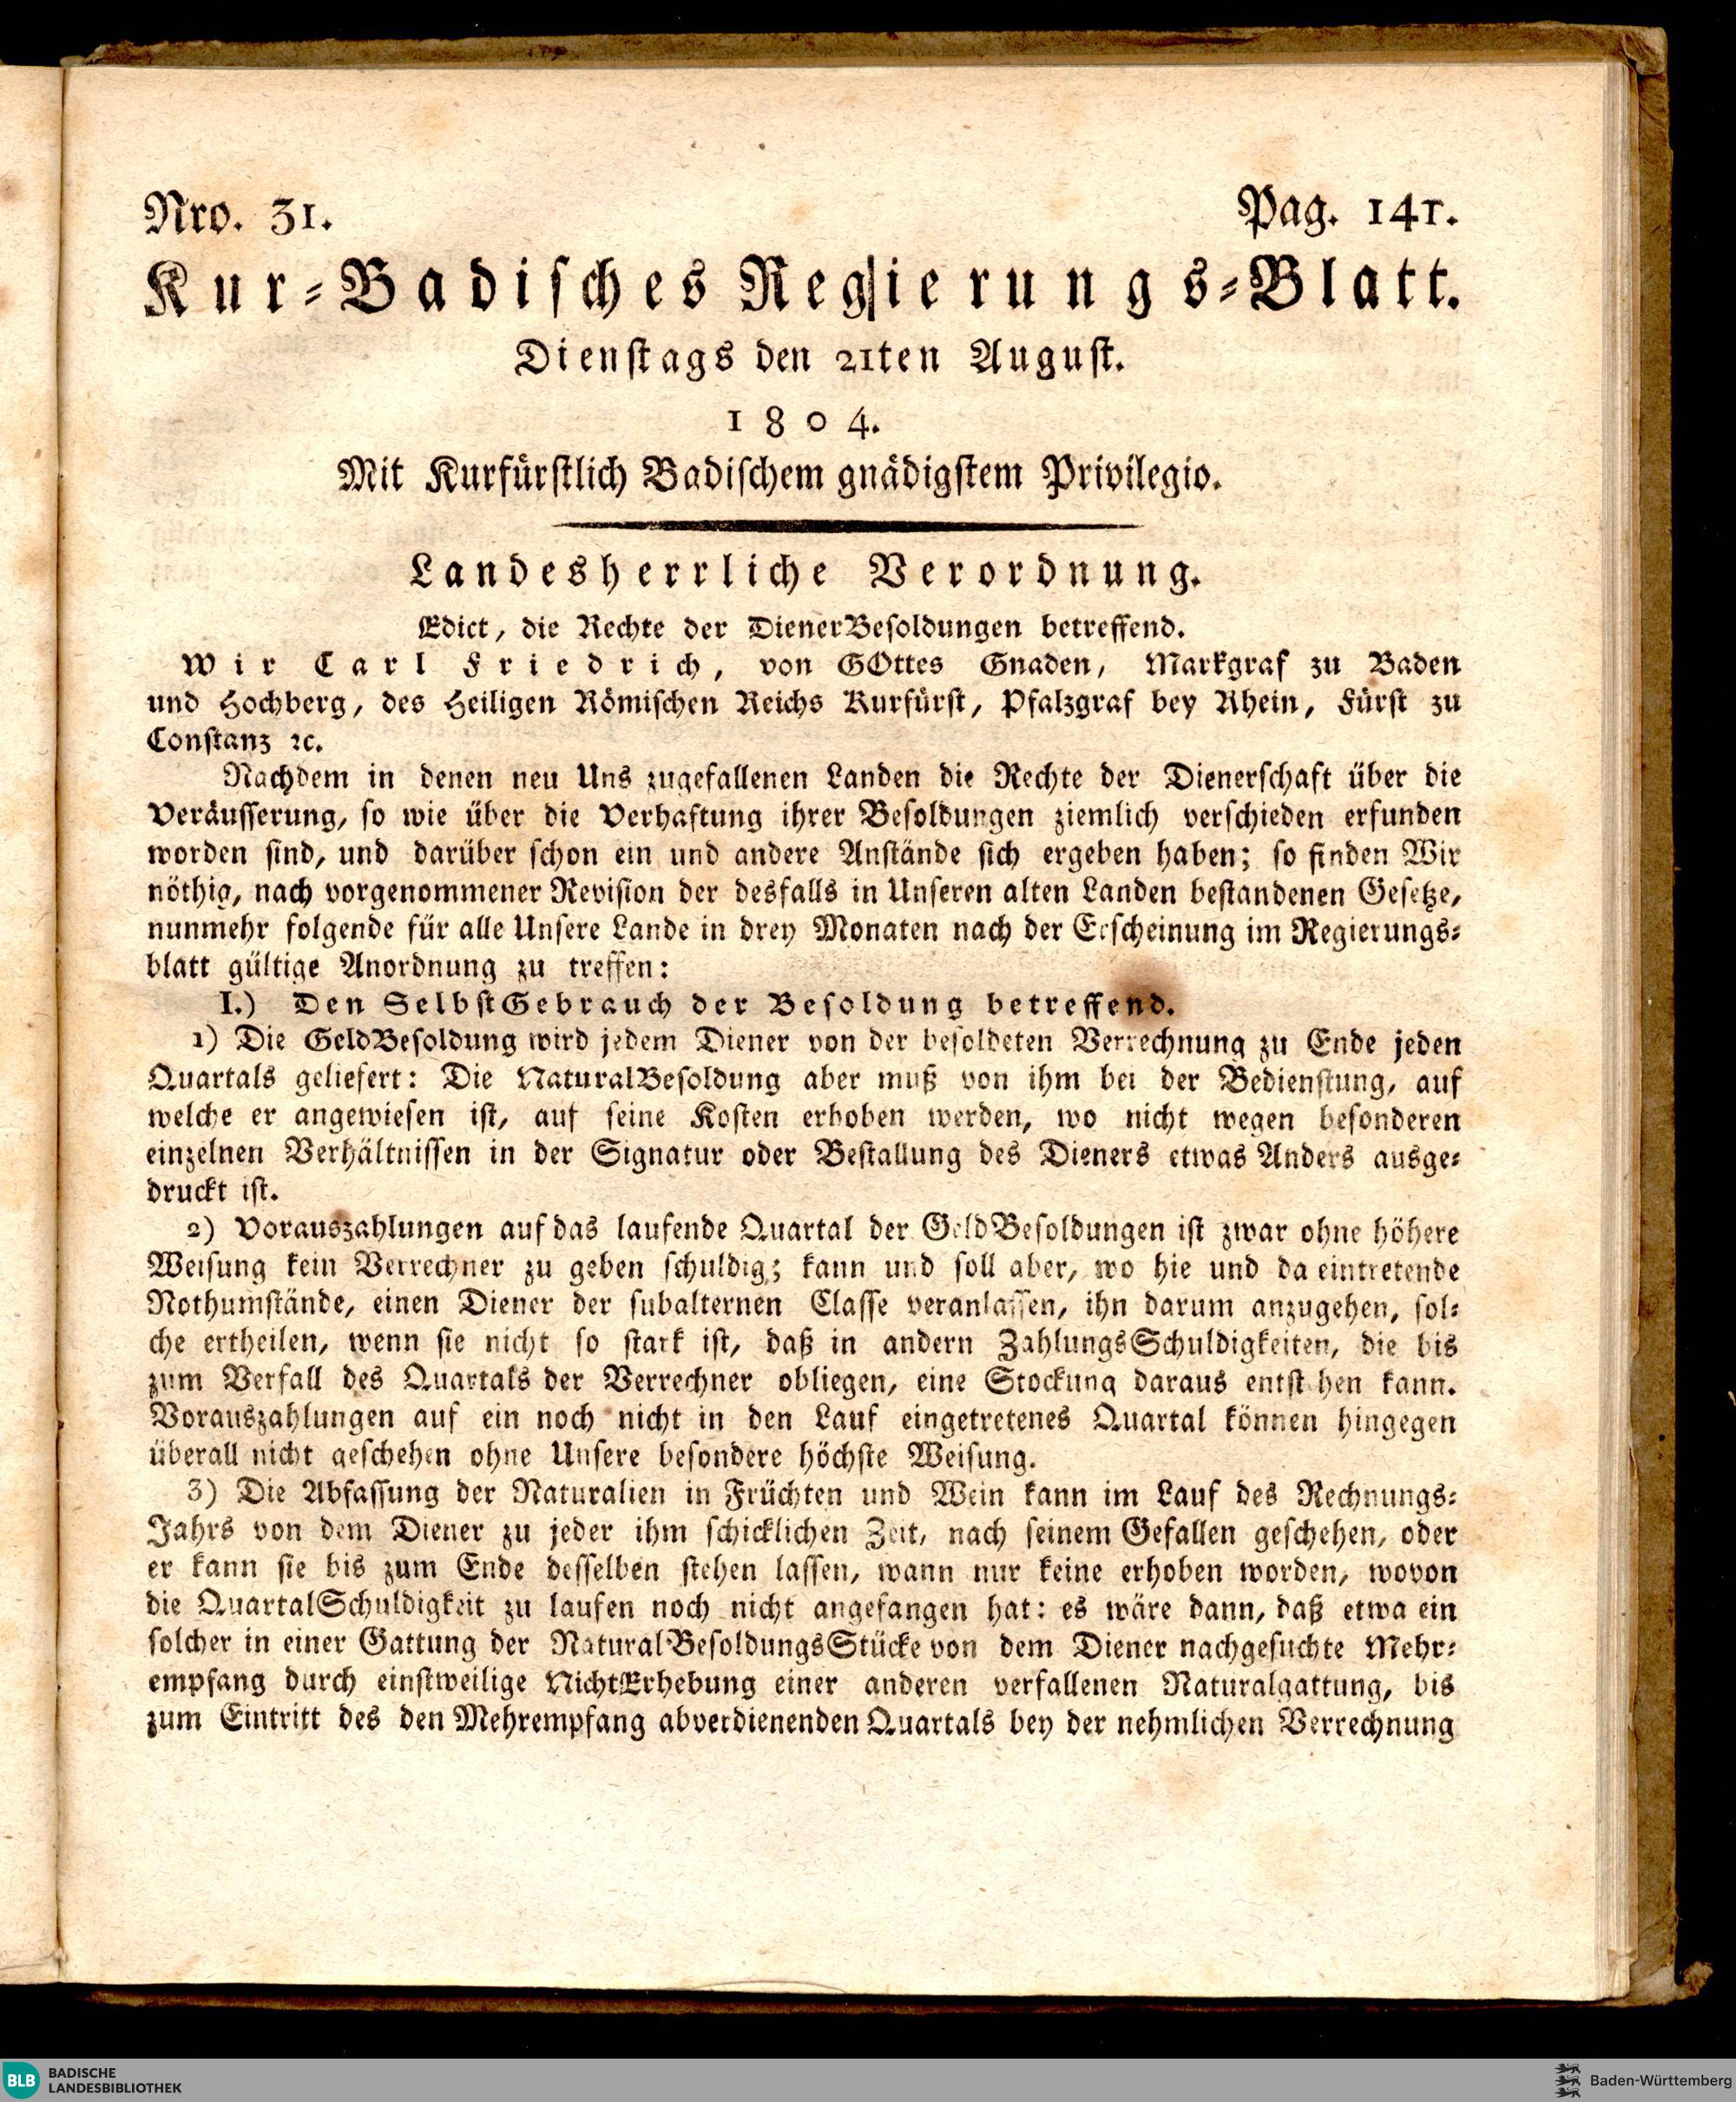 Nro. 31. Pag. 141.
Kur-Badisches Regierungs-Blatt.
Dienstags den 21ten August.
1804.
Mit Kurfürstlich Badischem gnädigstem Privilegio.
Landesherrliche Verordnung.
Edict, die Rechte der DienerBesoldungen betreffend.
Wir Carl Friedrich, von GOttes Gnaden, Markgraf zu Baden
und Hochberg, des Heiligen Römischen Reichs Kurfürst, Pfalzgraf bey Rhein, Fürst zu
Constanz ꝛc.
Nachdem in denen neu Uns zugefallenen Landen die Rechte der Dienerschaft über die
Veräusserung, so wie über die Verhaftung ihrer Besoldungen ziemlich verschieden erfunden
worden sind, und darüber schon ein und andere Anstände sich ergeben haben; so finden Wir
nöthig, nach vorgenommener Revision der desfalls in Unseren alten Landen bestandenen Gesetze,
nunmehr folgende für alle Unsere Lande in drey Monaten nach der Erscheinung im Regierungs-
blatt gültige Anordnung zu treffen:
I.) Den SelbstGebrauch der Besoldung betreffend.
1) Die GeldBesoldung wird jedem Diener von der besoldeten Verrechnung zu Ende jeden
Quartals geliefert: Die NaturalBesoldung aber muß von ihm bei der Bedienstung, auf
welche er angewiesen ist, auf seine Kosten erhoben werden, wo nicht wegen besonderen
einzelnen Verhältnissen in der Signatur oder Bestallung des Dieners etwas Anders ausge-
druckt ist.
2) Vorauszahlungen auf das laufende Quartal der GeldBesoldungen ist zwar ohne höhere
Weisung kein Verrechner zu geben schuldig; kann und soll aber, wo hie und da eintretende
Nothumstände, einen Diener der subalternen Classe veranlassen, ihn darum anzugehen, sol-
che ertheilen, wenn sie nicht so stark ist, daß in andern ZahlungsSchuldigkeiten, die bis
zum Verfall des Quartals der Verrechner obliegen, eine Stockung daraus entstehen kann.
Vorauszahlungen auf ein noch nicht in den Lauf eingetretenes Quartal können hingegen
überall nicht geschehen ohne Unsere besondere höchste Weisung.
3) Die Abfassung der Naturalien in Früchten und Wein kann im Lauf des Rechnungs-
Jahrs von dem Diener zu jeder ihm schicklichen Zeit, nach seinem Gefallen geschehen, oder
er kann sie bis zum Ende desselben stehen lassen, wann nur keine erhoben worden, wovon
die QuartalSchuldigkeit zu laufen noch nicht angefangen hat: es wäre dann, daß etwa ein
solcher in einer Gattung der NaturalBesoldungsStücke von dem Diener nachgesuchte Mehr-
empfang durch einstweilige NichtErhebung einer anderen verfallenen Naturalgattung, bis
zum Eintritt des den Mehrempfang abverdienenden Quartals bey der nehmlichen Verrechnung
BLB BADISCHE
LANDESBIBLIOTHEK
Baden-Württemberg